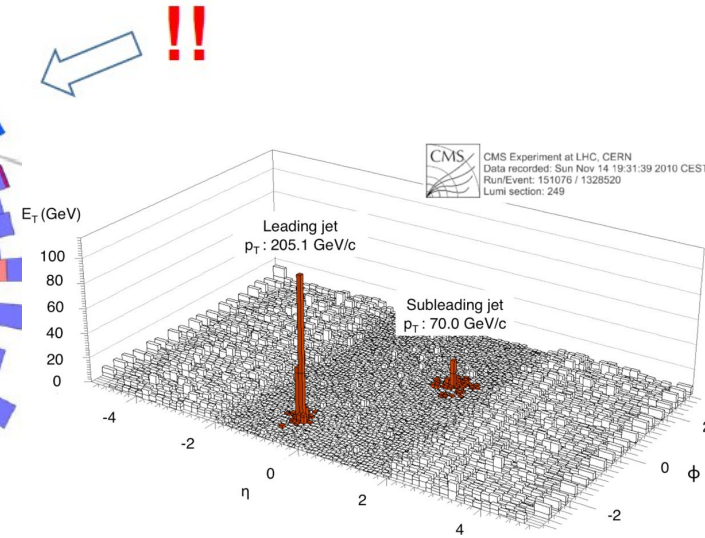 !!
CMS
CMS Experiment at LHC, CERN
Data recorded: Sun Nov 14 19:31:39 2010 CEST
Run/Event: 151076 / 1328520
Lumi section: 249
E_T (GeV)
Leading jet
p_T : 205.1 GeV/c
Subleading jet
p_T : 70.0 GeV/c
100
80
60
40
20
0
-4
-2
0
2
4
η
-2
0
2
ϕ